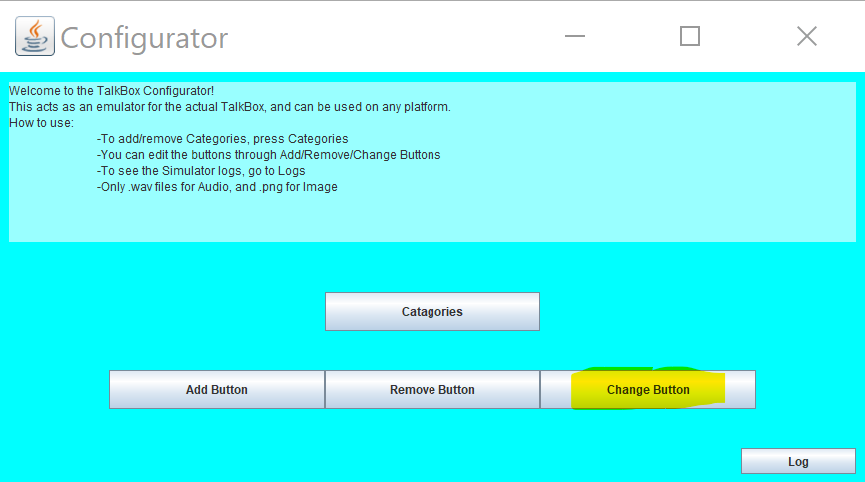 Configurator
Welcome to the TalkBox Configurator!
This acts as an emulator for the actual TalkBox, and can be used on any platform.
How to use:
-To add/remove Categories, press Categories
-You can edit the buttons through Add/Remove/Change Buttons
-To see the Simulator logs, go to Logs
-Only .wav files for Audio, and .png for Image
Catagories
Add Button
Remove Button
Change Button
Log